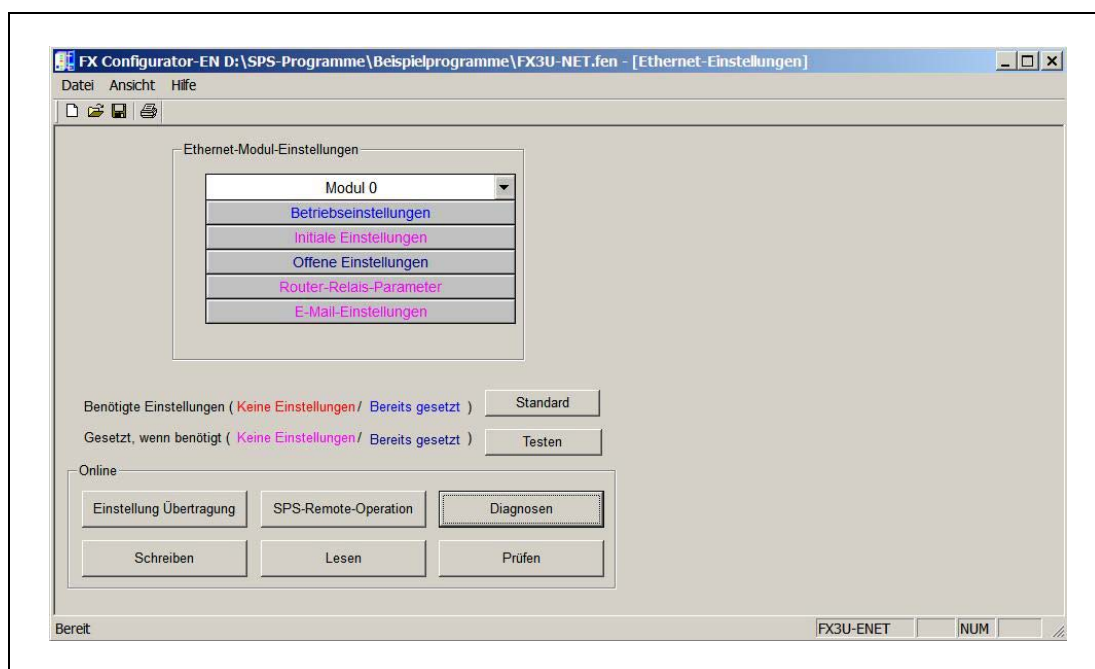 FX Configurator-EN D:\SPS-Programme\Beispielprogramme\FX3U-NET.fen - [Ethernet-Einstellungen]
Datei Ansicht Hilfe
Ethernet-Modul-Einstellungen
Modul 0
Betriebseinstellungen
Initiale Einstellungen
Offene Einstellungen
Router-Relais-Parameter
E-Mail-Einstellungen
Benötigte Einstellungen ( Keine Einstellungen / Bereits gesetzt ) Standard
Gesetzt, wenn benötigt ( Keine Einstellungen / Bereits gesetzt ) Testen
Online
Einstellung Übertragung SPS-Remote-Operation Diagnosen
Schreiben Lesen Prüfen
Bereit FX3U-ENET NUM